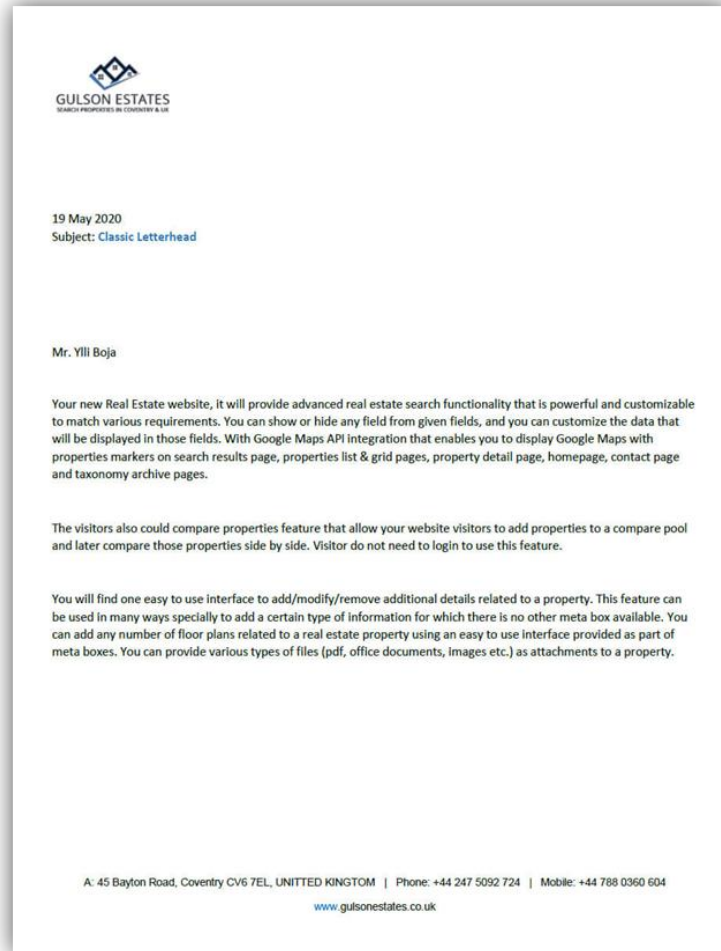 GULSON ESTATES
SEARCH PROPERTIES IN COVENTRY & UK
19 May 2020
Subject: Classic Letterhead
Mr. Ylli Boja
Your new Real Estate website, it will provide advanced real estate search functionality that is powerful and customizable
to match various requirements. You can show or hide any field from given fields, and you can customize the data that
will be displayed in those fields. With Google Maps API integration that enables you to display Google Maps with
properties markers on search results page, properties list & grid pages, property detail page, homepage, contact page
and taxonomy archive pages.
The visitors also could compare properties feature that allow your website visitors to add properties to a compare pool
and later compare those properties side by side. Visitor do not need to login to use this feature.
You will find one easy to use interface to add/modify/remove additional details related to a property. This feature can
be used in many ways specially to add a certain type of information for which there is no other meta box available. You
can add any number of floor plans related to a real estate property using an easy to use interface provided as part of
meta boxes. You can provide various types of files (pdf, office documents, images etc.) as attachments to a property.
A: 45 Bayton Road, Coventry CV6 7EL, UNITTED KINGTOM | Phone: +44 247 5092 724 | Mobile: +44 788 0360 604
www.gulsonestates.co.uk